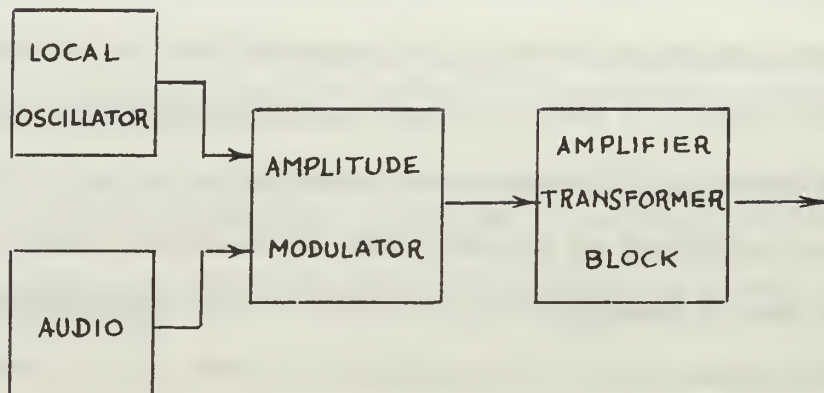 LOCAL
OSCILLATOR
AUDIO
AMPLITUDE
MODULATOR
AMPLIFIER
TRANSFORMER
BLOCK